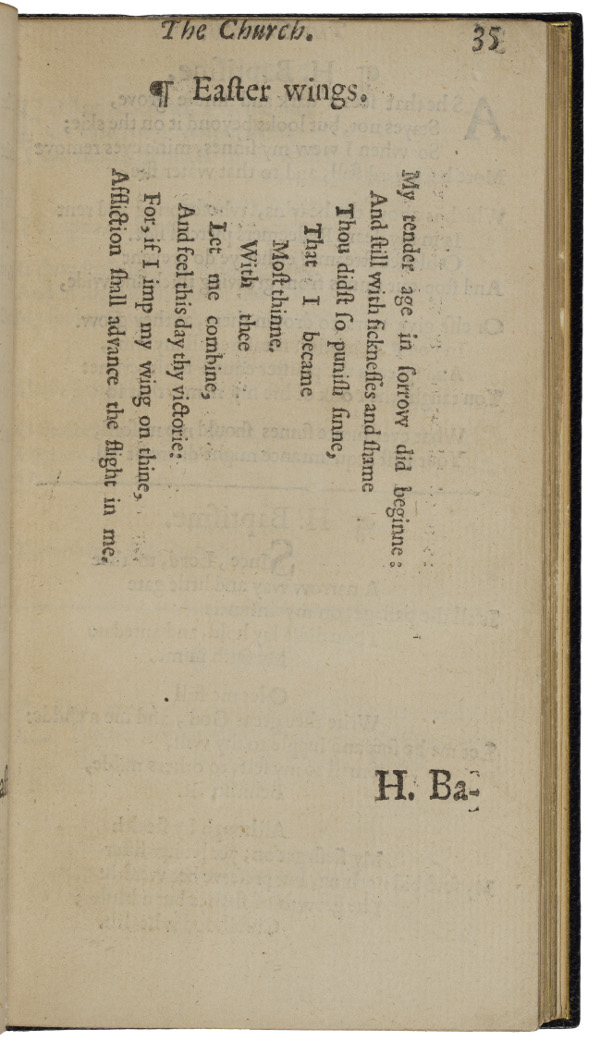 The Church. 35
¶ Eaſter wings.
My tender age in ſorrow did beginne:
And ſtill with ſickneſſes and ſhame
Thou didſt ſo puniſh ſinne,
That I became
Moſt thinne.
With thee
Let me combine,
And feel this day thy victorie:
For, if I imp my wing on thine,
Affliction ſhall advance the flight in me.
H. Ba-